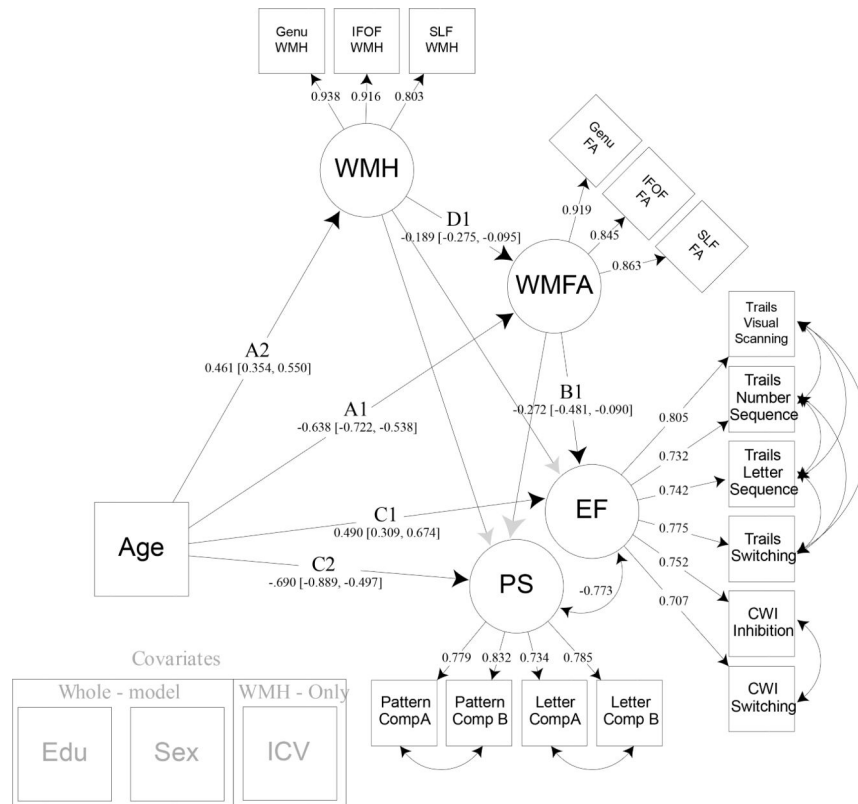 Genu
WMH
IFOF
WMH
SLF
WMH
0.938
0.916
0.803
WMH
Genu
FA
IFOF
FA
SLF
FA
0.919
0.845
0.863
D1
-0.189 [-0.275, -0.095]
WMFA
A2
0.461 [0.354, 0.550]
A1
-0.638 [-0.722, -0.538]
B1
-0.272 [-0.481, -0.090]
Trails
Visual
Scanning
Trails
Number
Sequence
Trails
Letter
Sequence
Trails
Switching
CWI
Inhibition
CWI
Switching
0.805
0.732
0.742
0.775
0.752
0.707
EF
Age
C1
0.490 [0.309, 0.674]
C2
-.690 [-0.889, -0.497]
PS
-0.773
0.779
0.832
0.734
0.785
Pattern
CompA
Pattern
Comp B
Letter
CompA
Letter
Comp B
Covariates
Whole - model
WMH - Only
Edu
Sex
ICV